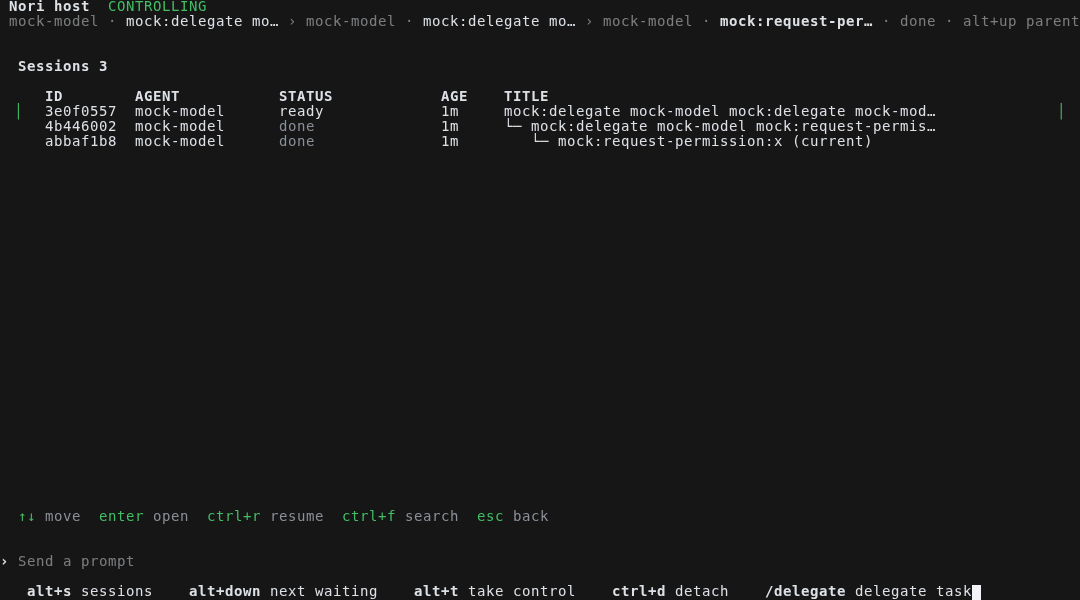 Nori host  CONTROLLING
mock-model · mock:delegate mo… › mock-model · mock:delegate mo… › mock-model · mock:request-per… · done · alt+up parent
Sessions 3
ID  AGENT  STATUS  AGE  TITLE
3e0f0557  mock-model  ready  1m  mock:delegate mock-model mock:delegate mock-mod…
4b446002  mock-model  done  1m  └─ mock:delegate mock-model mock:request-permis…
abbaf1b8  mock-model  done  1m  └─ mock:request-permission:x (current)
↑↓ move  enter open  ctrl+r resume  ctrl+f search  esc back
› Send a prompt
alt+s sessions  alt+down next waiting  alt+t take control  ctrl+d detach  /delegate delegate task